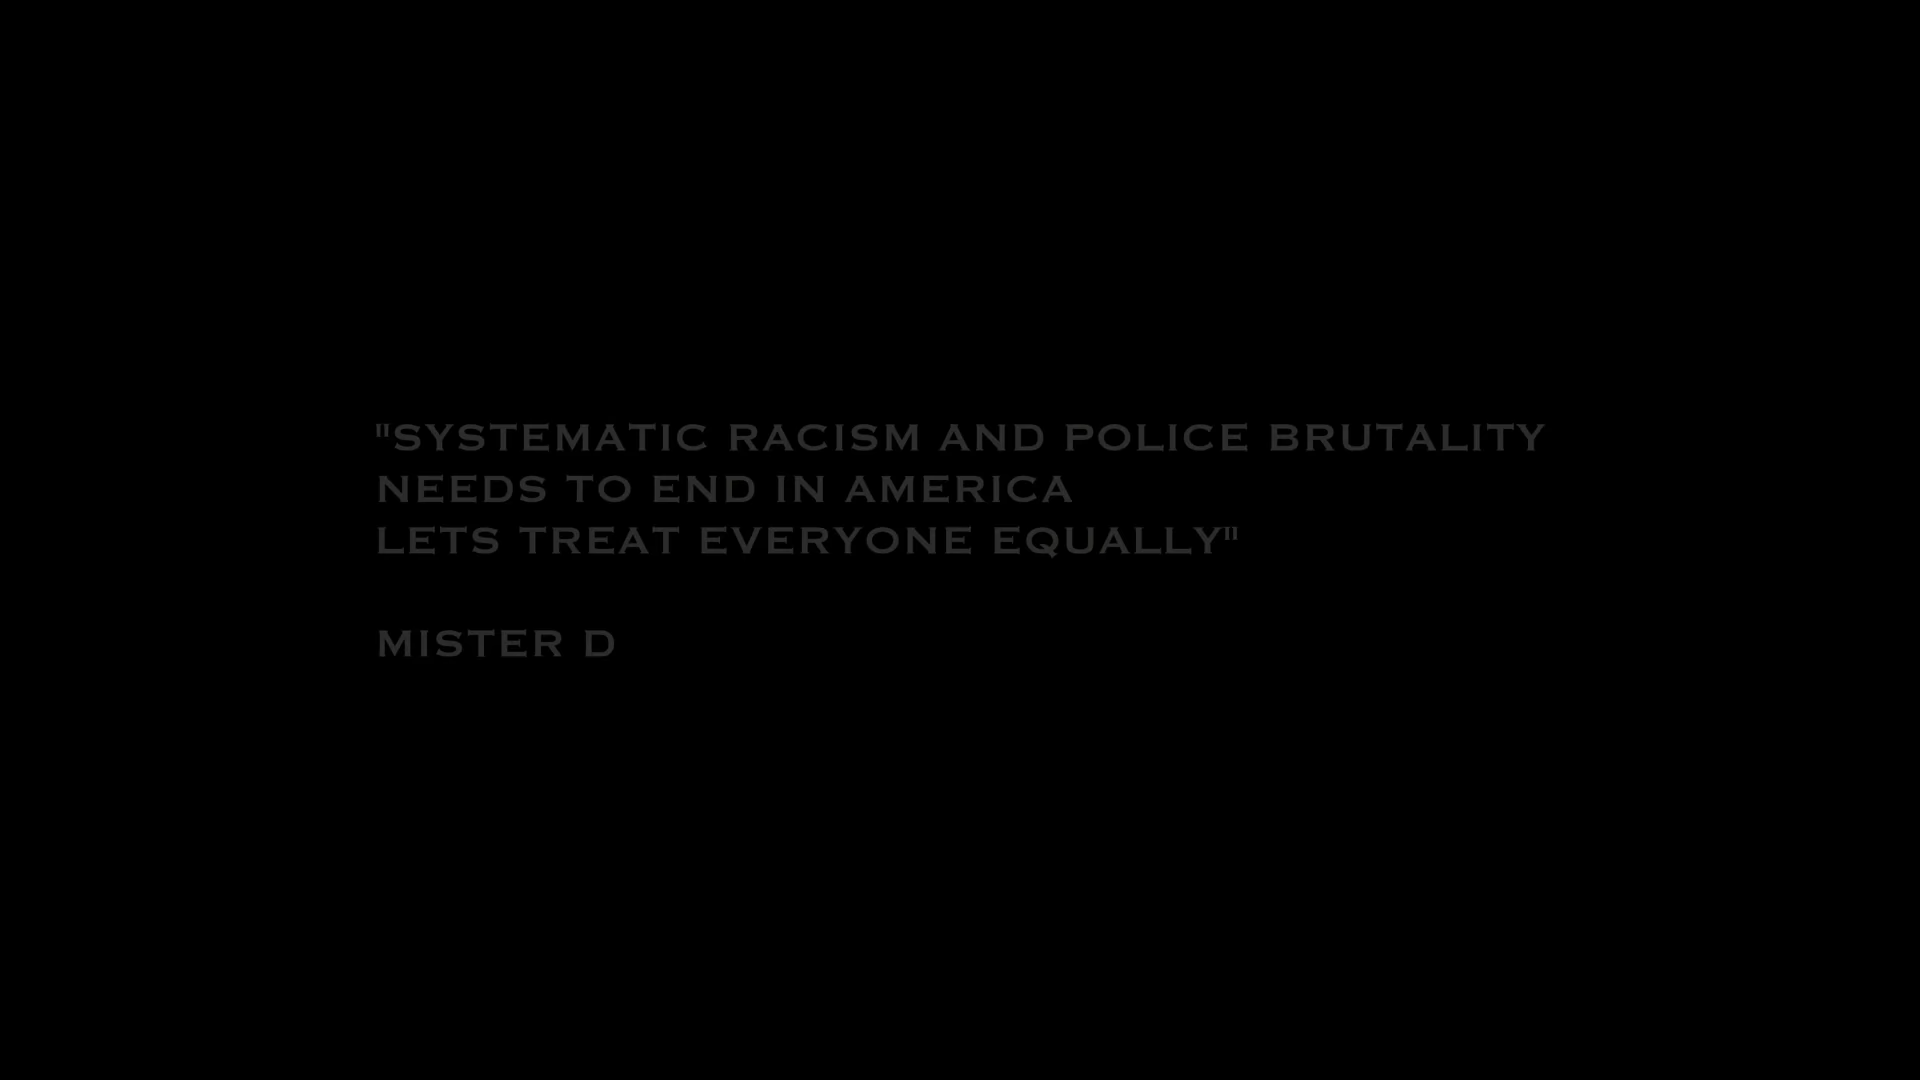 "SYSTEMATIC RACISM AND POLICE BRUTALITY
NEEDS TO END IN AMERICA
LETS TREAT EVERYONE EQUALLY"
MISTER D